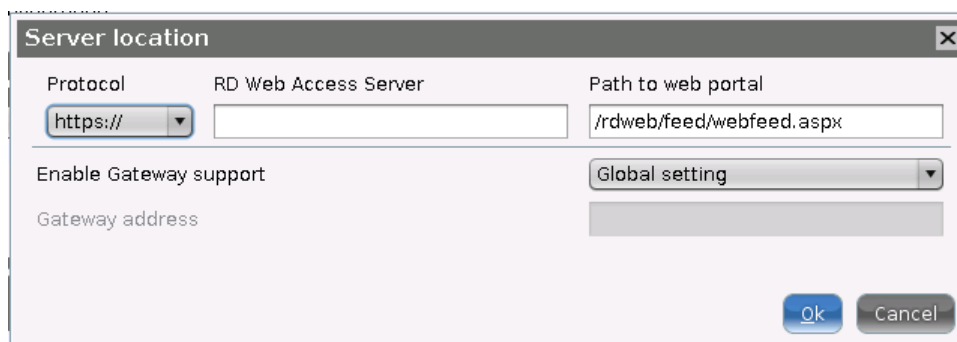 Server location
Protocol RD Web Access Server Path to web portal
https:// /rdweb/feed/webfeed.aspx
Enable Gateway support Global setting
Gateway address
Ok Cancel